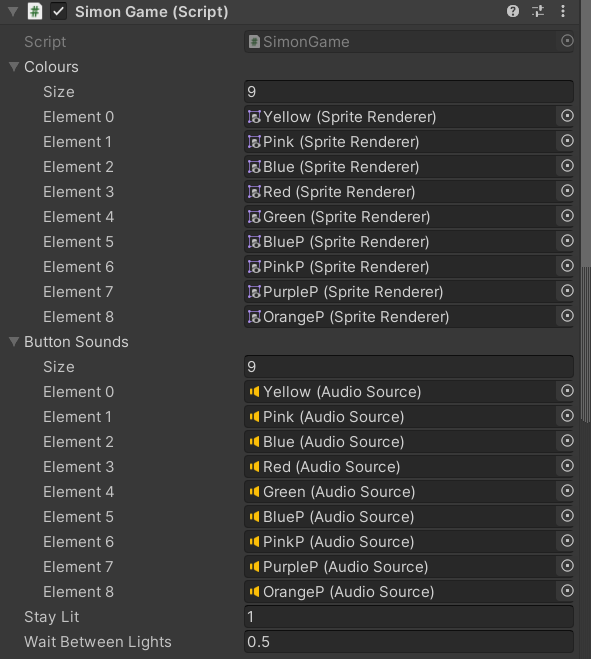 Simon Game (Script)
Script SimonGame
Colours
Size 9
Element 0 Yellow (Sprite Renderer)
Element 1 Pink (Sprite Renderer)
Element 2 Blue (Sprite Renderer)
Element 3 Red (Sprite Renderer)
Element 4 Green (Sprite Renderer)
Element 5 BlueP (Sprite Renderer)
Element 6 PinkP (Sprite Renderer)
Element 7 PurpleP (Sprite Renderer)
Element 8 OrangeP (Sprite Renderer)
Button Sounds
Size 9
Element 0 Yellow (Audio Source)
Element 1 Pink (Audio Source)
Element 2 Blue (Audio Source)
Element 3 Red (Audio Source)
Element 4 Green (Audio Source)
Element 5 BlueP (Audio Source)
Element 6 PinkP (Audio Source)
Element 7 PurpleP (Audio Source)
Element 8 OrangeP (Audio Source)
Stay Lit 1
Wait Between Lights 0.5